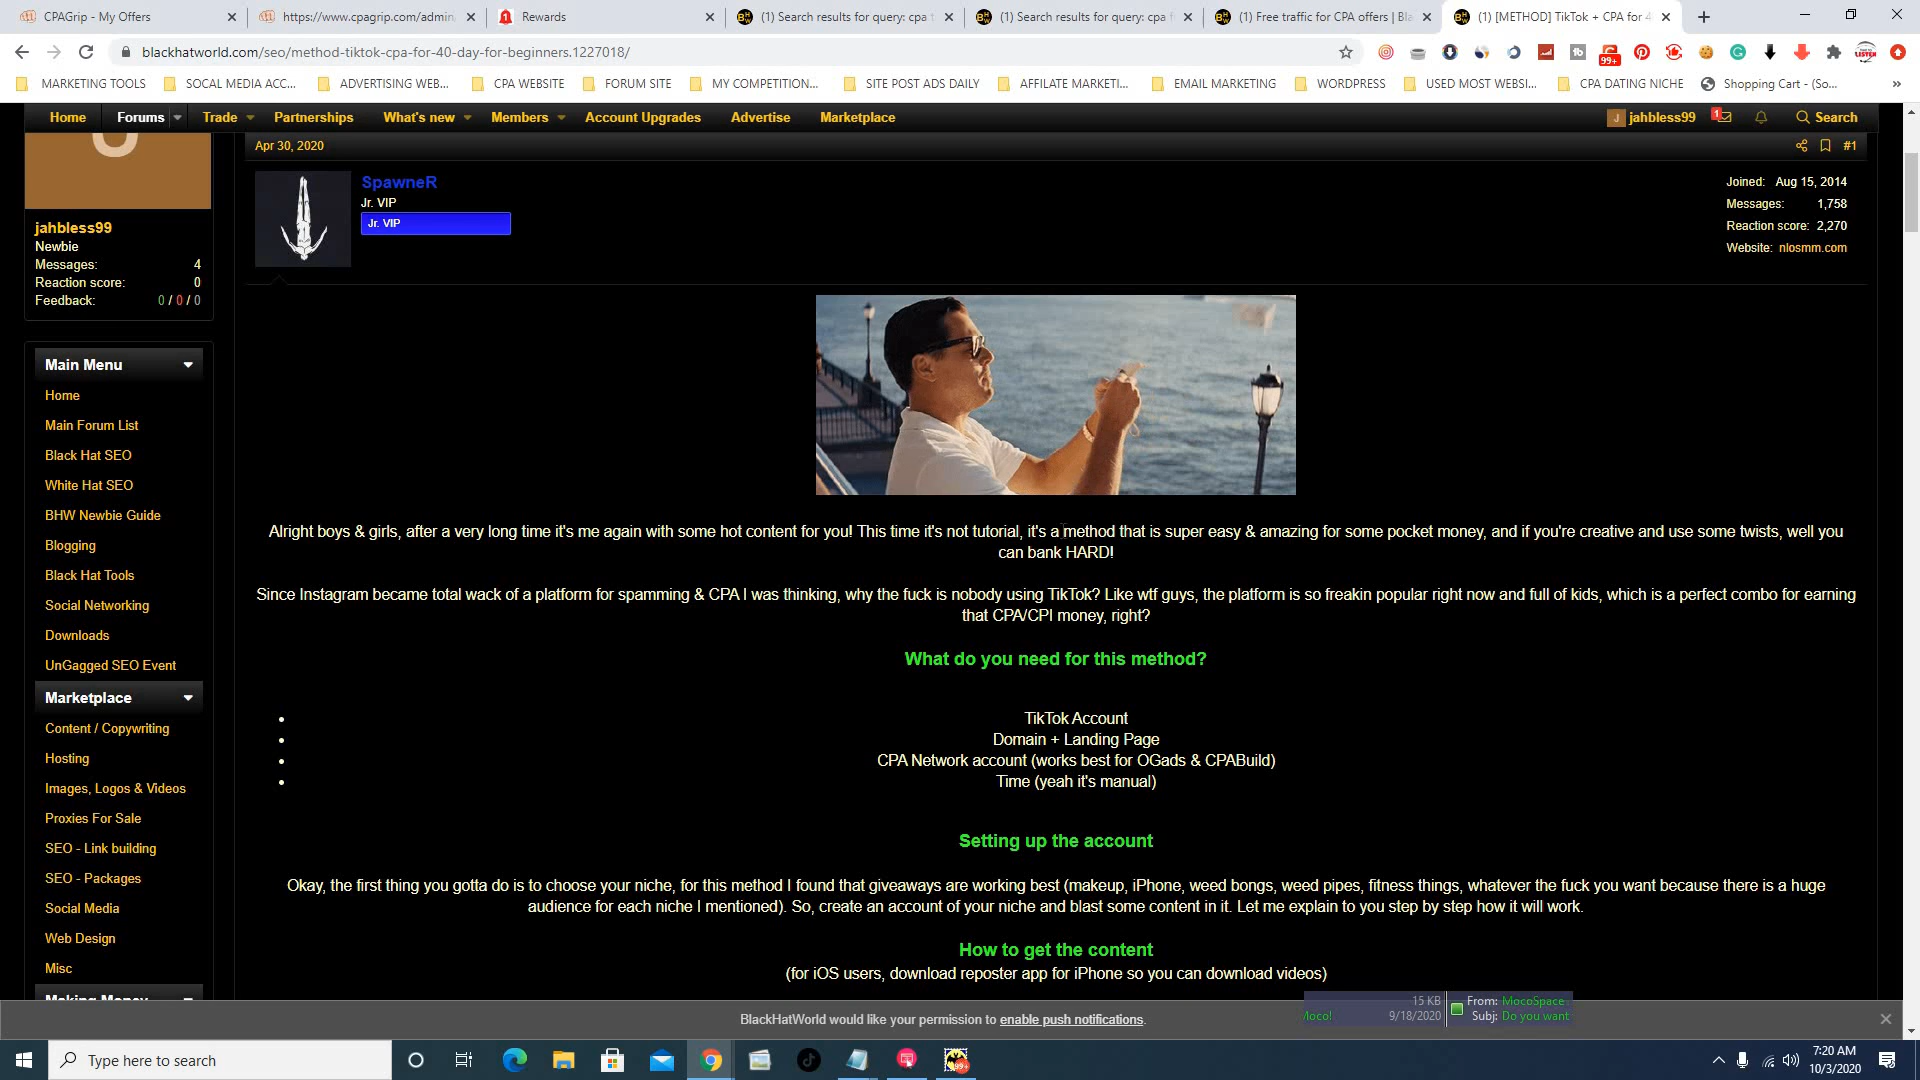 CPAGrip - My Offers
https://www.cpagrip.com/admin/
Rewards
(1) Search results for query: cpa t
(1) Search results for query: cpa f
(1) Free traffic for CPA offers | Bla
(1) [METHOD] TikTok + CPA for 4
blackhatworld.com/seo/method-tiktok-cpa-for-40-day-for-beginners.1227018/
99+
MARKETING TOOLS
SOCAL MEDIA ACC...
ADVERTISING WEB...
CPA WEBSITE
FORUM SITE
MY COMPETITION...
SITE POST ADS DAILY
AFFILATE MARKETI...
EMAIL MARKETING
WORDPRESS
USED MOST WEBSI...
CPA DATING NICHE
Shopping Cart - (So...
Home
Forums
Trade
Partnerships
What's new
Members
Account Upgrades
Advertise
Marketplace
J jahbless99
1
Search
jahbless99
Newbie
Messages: 4
Reaction score: 0
Feedback: 0 / 0 / 0
Main Menu
Home
Main Forum List
Black Hat SEO
White Hat SEO
BHW Newbie Guide
Blogging
Black Hat Tools
Social Networking
Downloads
UnGagged SEO Event
Marketplace
Content / Copywriting
Hosting
Images, Logos & Videos
Proxies For Sale
SEO - Link building
SEO - Packages
Social Media
Web Design
Misc
Making Money
Apr 30, 2020
#1
SpawneR
Jr. VIP
Jr. VIP
Joined: Aug 15, 2014
Messages: 1,758
Reaction score: 2,270
Website: nlosmm.com
Alright boys & girls, after a very long time it's me again with some hot content for you! This time it's not tutorial, it's a method that is super easy & amazing for some pocket money, and if you're creative and use some twists, well you
can bank HARD!
Since Instagram became total wack of a platform for spamming & CPA I was thinking, why the fuck is nobody using TikTok? Like wtf guys, the platform is so freakin popular right now and full of kids, which is a perfect combo for earning
that CPA/CPI money, right?
What do you need for this method?
TikTok Account
Domain + Landing Page
CPA Network account (works best for OGads & CPABuild)
Time (yeah it's manual)
Setting up the account
Okay, the first thing you gotta do is to choose your niche, for this method I found that giveaways are working best (makeup, iPhone, weed bongs, weed pipes, fitness things, whatever the fuck you want because there is a huge
audience for each niche I mentioned). So, create an account of your niche and blast some content in it. Let me explain to you step by step how it will work.
How to get the content
(for iOS users, download reposter app for iPhone so you can download videos)
15 KB
9/18/2020
From: MocoSpace
Subj: Do you want
BlackHatWorld would like your permission to enable push notifications.
Type here to search
99+
7:20 AM
10/3/2020